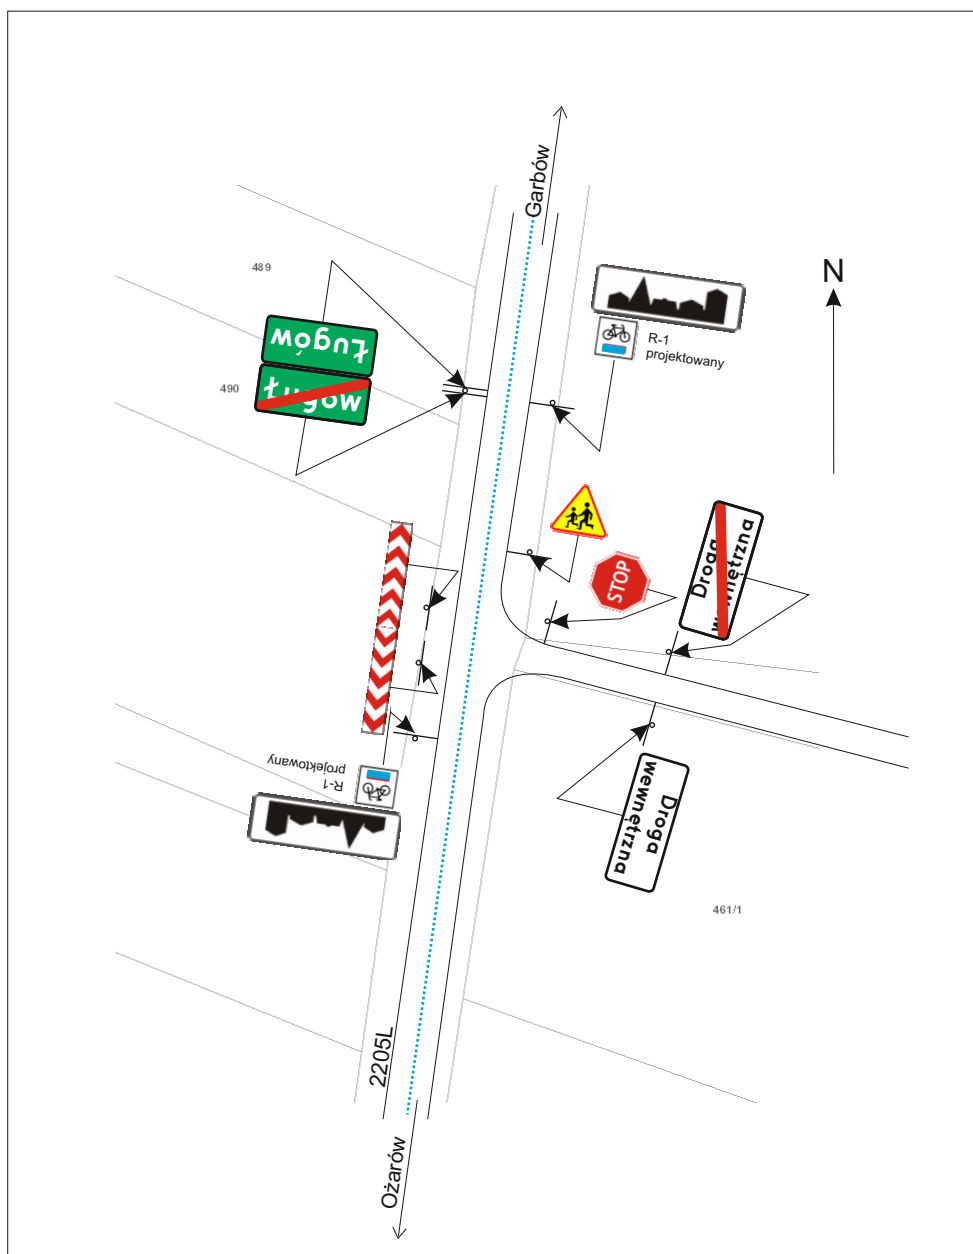 Garbów
N
489
R-1
projektowany
Ługów
490
Ługów
Droga
wewnętrzna
STOP
R-1
projektowany
Droga
wewnętrzna
461/1
2205L
Ożarów